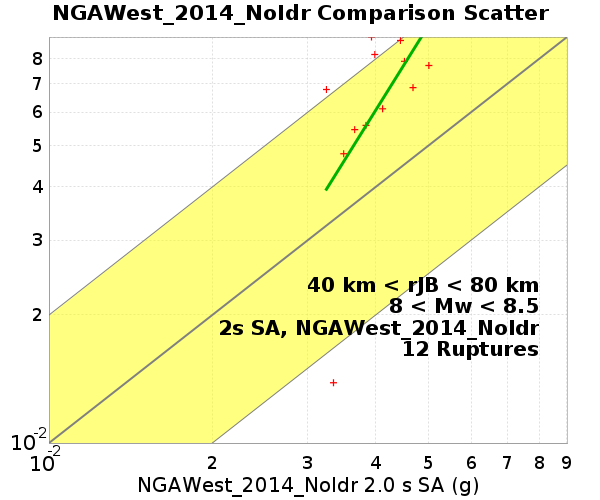 NGAWest_2014_NoIdr Comparison Scatter
8
7
6
5
4
3
2
10^-2
10^-2
2
3
4
5
6
7
8
9
40 km < rJB < 80 km
8 < Mw < 8.5
2s SA, NGAWest_2014_NoIdr
12 Ruptures
NGAWest_2014_NoIdr 2.0 s SA (g)